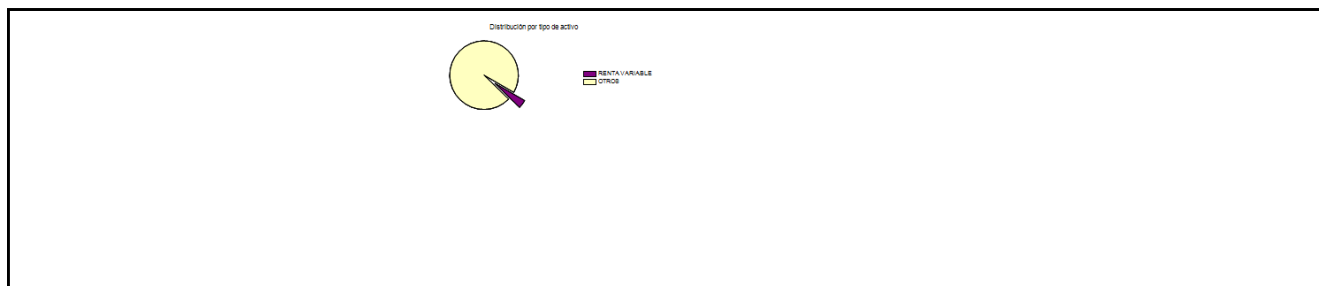 Distribución por tipo de activo
RENTA VARIABLE
OTROS